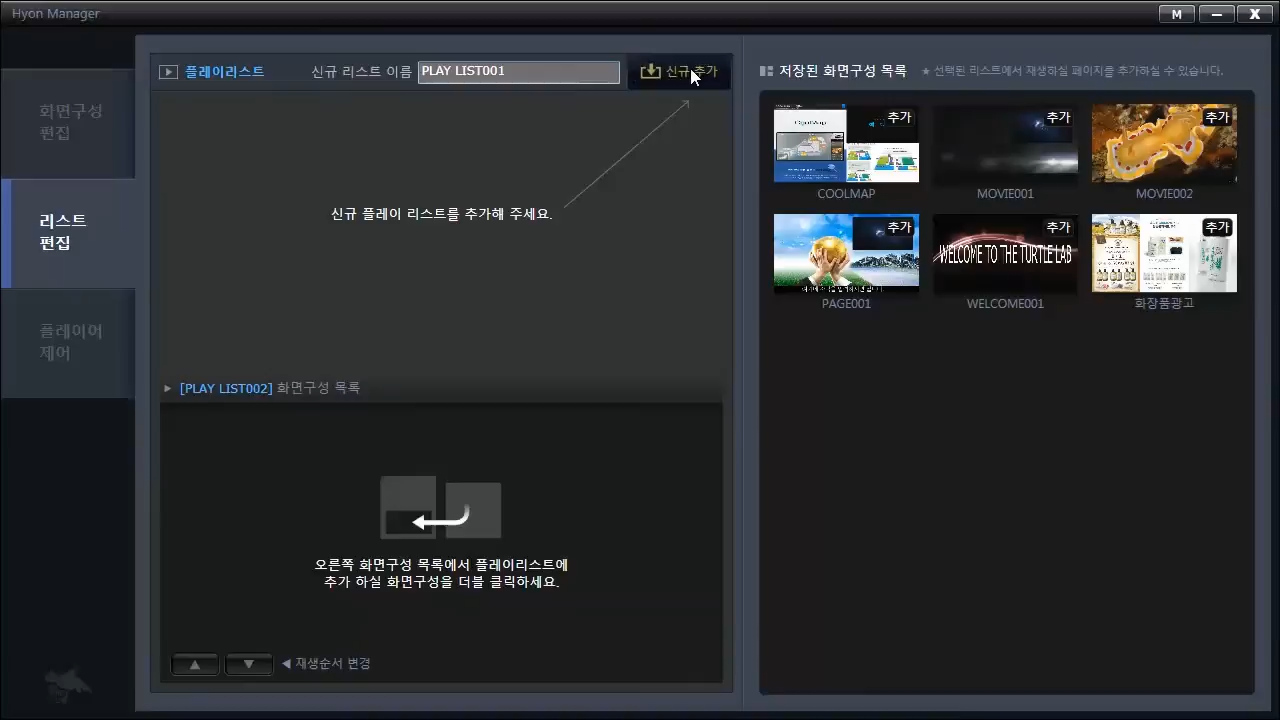 Hyon Manager
M
X
화면구성
편집
리스트
편집
플레이어
제어
플레이리스트
신규 리스트 이름
PLAY LIST001
신규 추가
신규 플레이 리스트를 추가해 주세요.
[PLAY LIST002] 화면구성 목록
오른쪽 화면구성 목록에서 플레이리스트에
추가 하실 화면구성을 더블 클릭하세요.
재생순서 변경
저장된 화면구성 목록
★ 선택된 리스트에서 재생하실 페이지를 추가하실 수 있습니다.
추가
추가
추가
CoolMap
COOLMAP
MOVIE001
MOVIE002
추가
추가
추가
WELCOME TO THE TURTLE LAB
PAGE001
WELCOME001
화장품광고